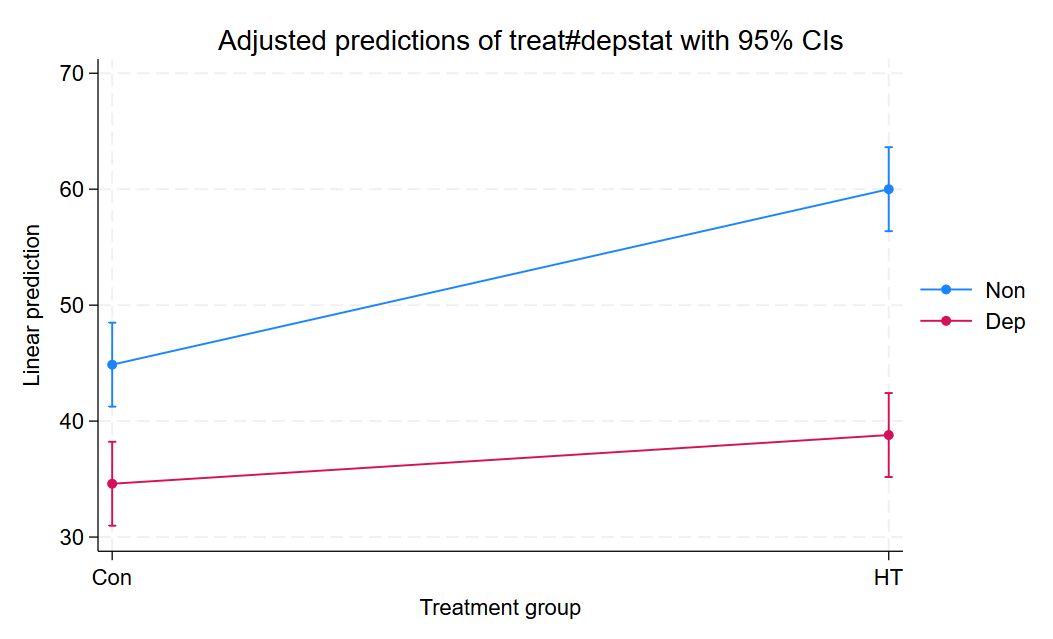 Adjusted predictions of treat#depstat with 95% CIs
70
60
50
40
30
Linear prediction
Con
HT
Treatment group
Non
Dep